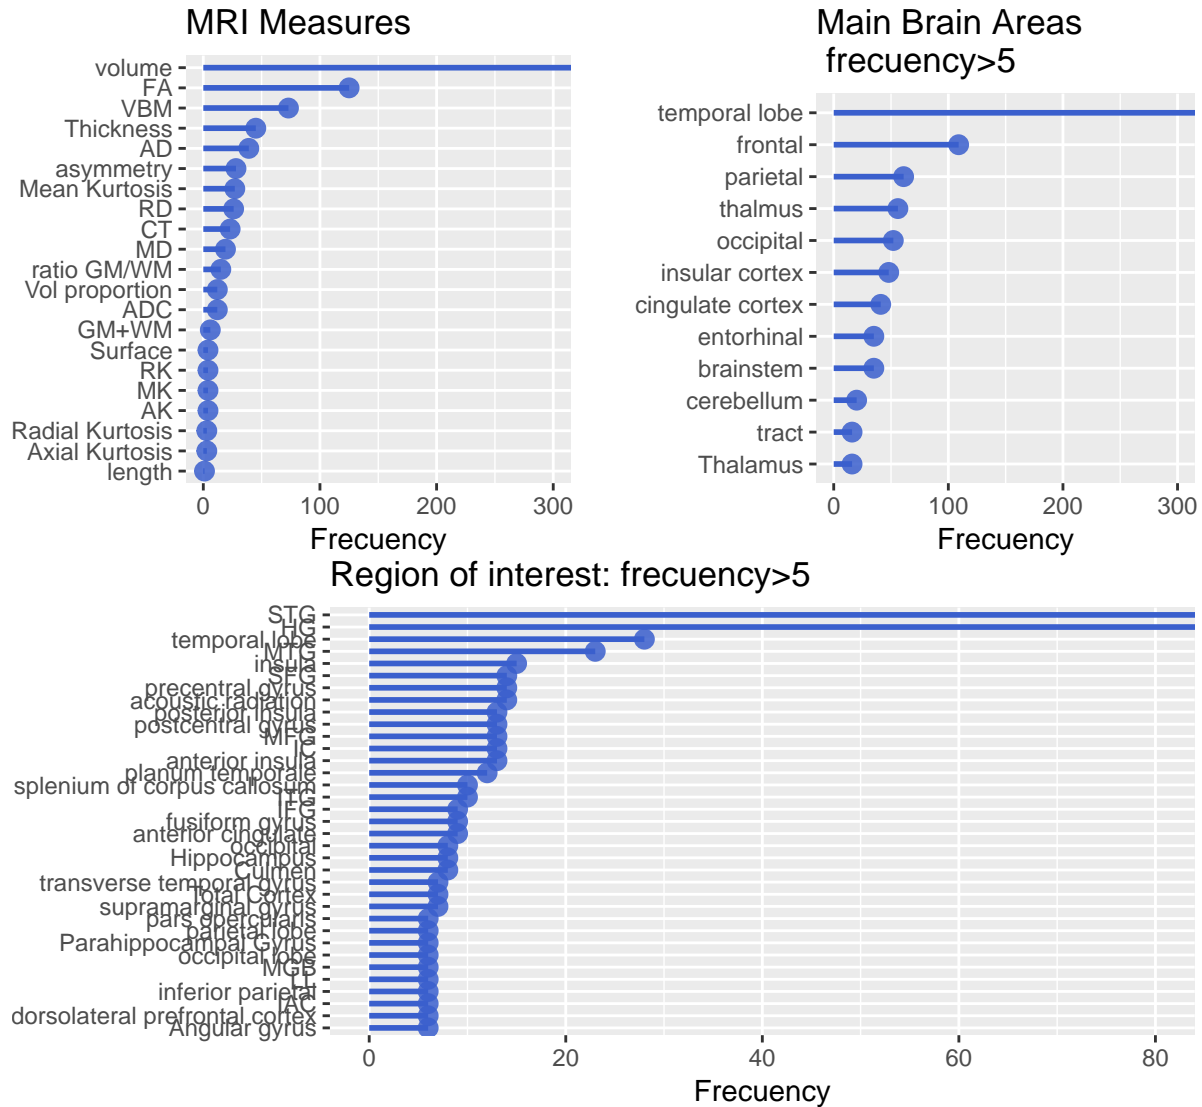 MRI Measures
volume
FA
VBM
Thickness
AD
asymmetry
Mean Kurtosis
RD
CT
MD
ratio GM/WM
Vol proportion
ADC
GM+WM
Surface
RK
MK
AK
Radial Kurtosis
Axial Kurtosis
length
0 100 200 300
Frecuency
Main Brain Areas
frecuency>5
temporal lobe
frontal
parietal
thalmus
occipital
insular cortex
cingulate cortex
entorhinal
brainstem
cerebellum
tract
Thalamus
0 100 200 300
Frecuency
Region of interest: frecuency>5
STG
HG
temporal lobe
MTG
insula
SFG
precentral gyrus
acoustic radiation
posterior insula
postcentral gyrus
MFG
IC
anterior insula
planum temporale
splenium of corpus callosum
ITG
IFG
fusiform gyrus
anterior cingulate
occipital
Hippocampus
Culmen
transverse temporal gyrus
Total Cortex
supramarginal gyrus
pars opercularis
parietal lobe
Parahippocampal Gyrus
occipital lobe
MGB
LL
inferior parietal
IAC
dorsolateral prefrontal cortex
Angular gyrus
0 20 40 60 80
Frecuency